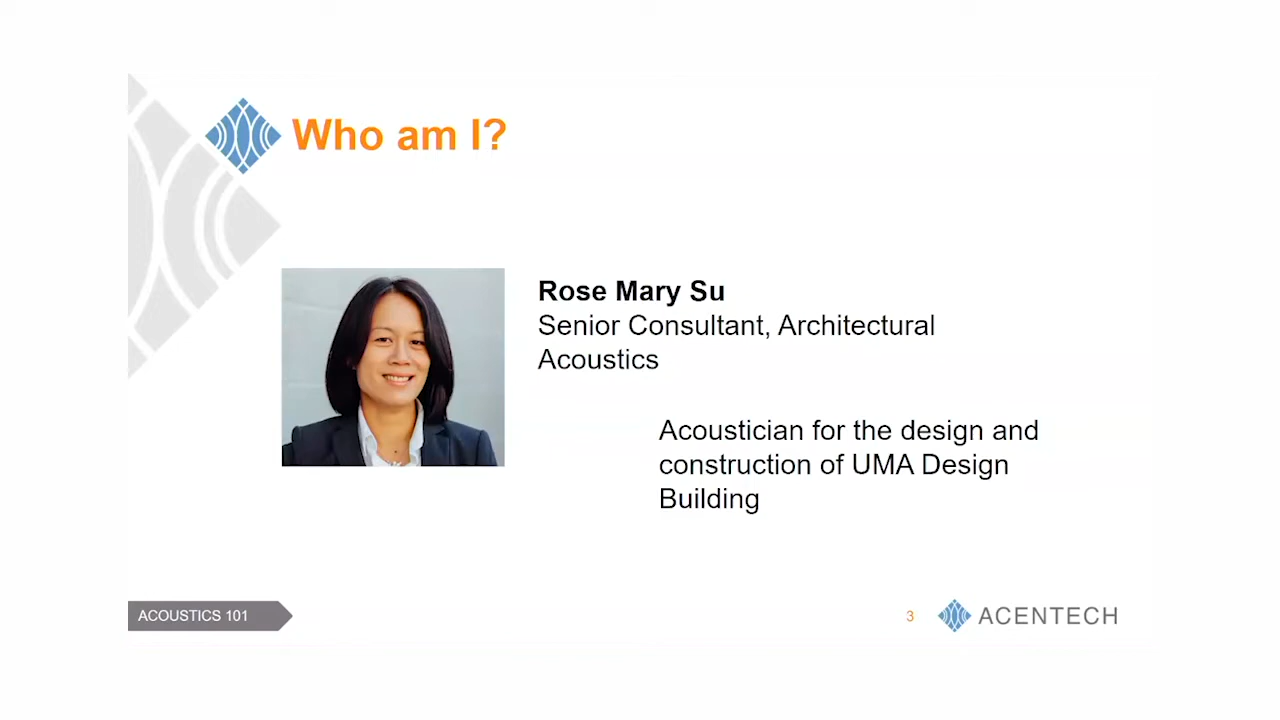 Who am I?
Rose Mary Su
Senior Consultant, Architectural
Acoustics
Acoustician for the design and
construction of UMA Design
Building
ACOUSTICS 101
3
ACENTECH